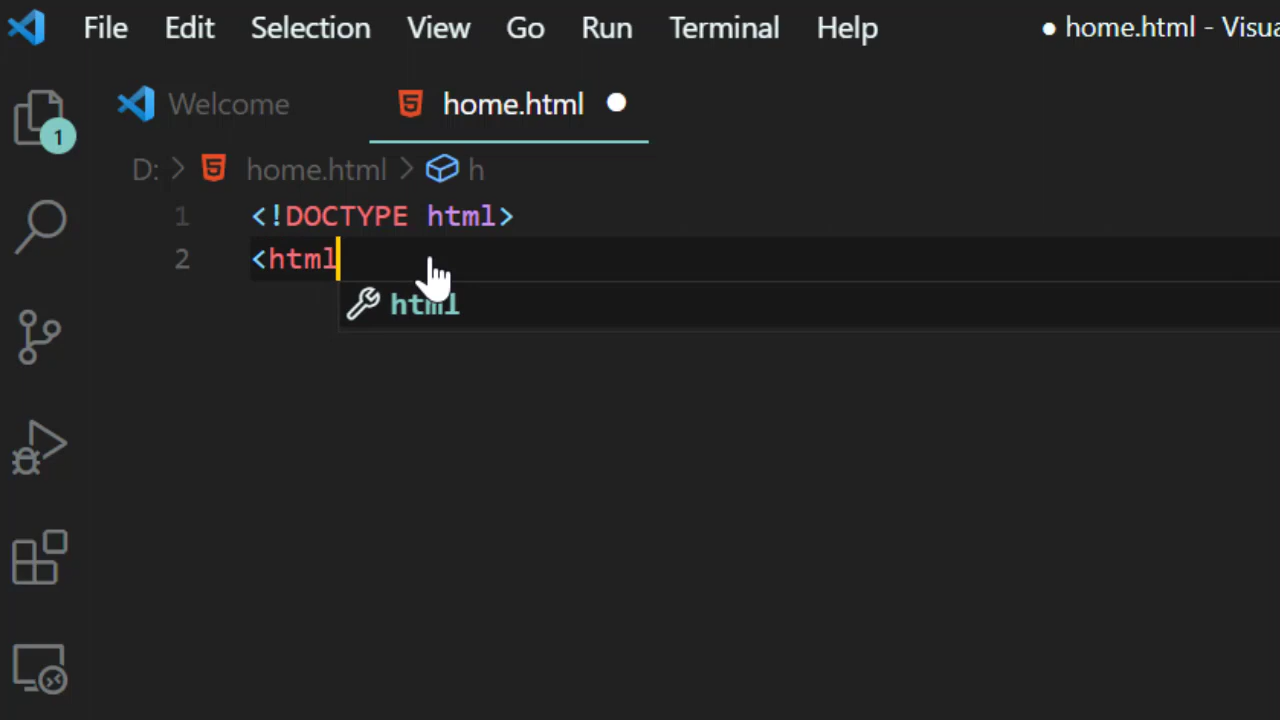 File Edit Selection View Go Run Terminal Help ● home.html - Visua
Welcome home.html
D: > home.html > h
1 <!DOCTYPE html>
2 <html
html
1